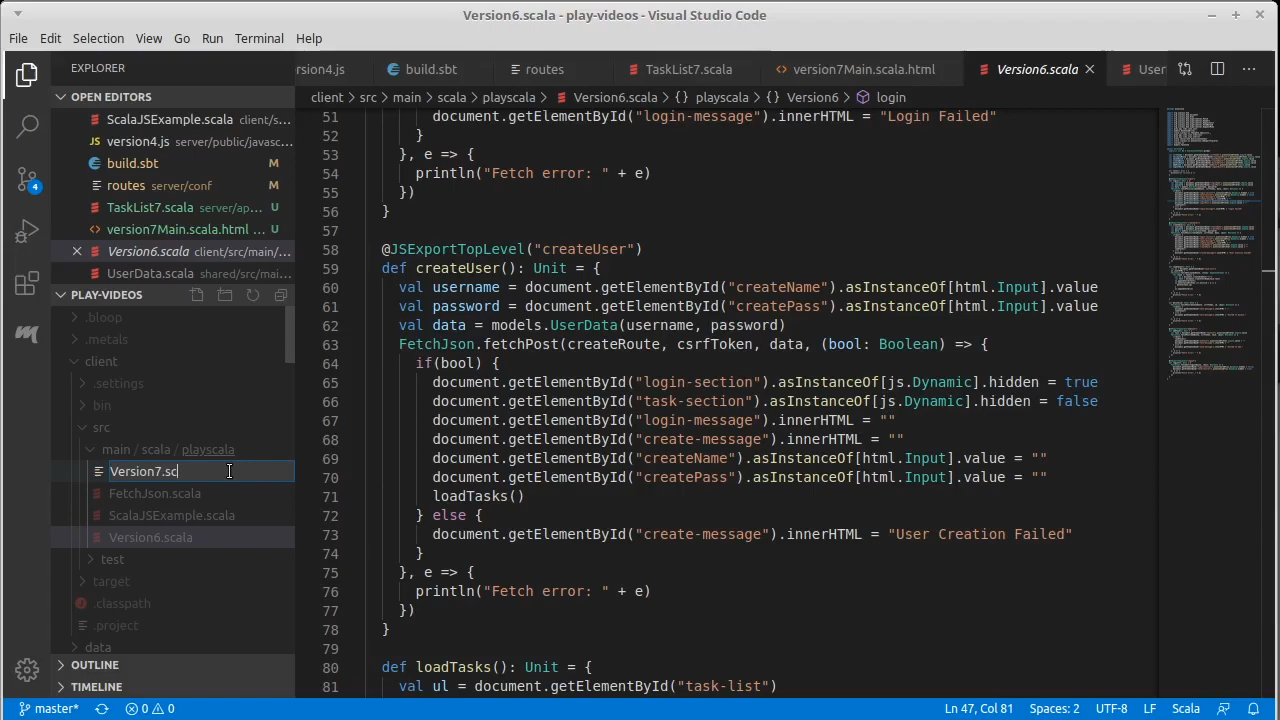 Version6.scala - play-videos - Visual Studio Code
File Edit Selection View Go Run Terminal Help
EXPLORER
rsion4.js build.sbt routes TaskList7.scala version7Main.scala.html Version6.scala User
OPEN EDITORS
client > src > main > scala > playscala > Version6.scala > {} playscala > {} Version6 > login
ScalaJSExample.scala client/s...
version4.js server/public/javasc...
build.sbt M
routes server/conf M
TaskList7.scala server/ap... U
version7Main.scala.html ... U
Version6.scala client/src/main/...
UserData.scala shared/src/mai...
PLAY-VIDEOS
.bloop
.metals
client
.settings
bin
src
main / scala / playscala
Version7.sc
FetchJson.scala
ScalaJSExample.scala
Version6.scala
test
target
.classpath
.project
data
OUTLINE
TIMELINE
51 document.getElementById("login-message").innerHTML = "Login Failed"
52 }
53 }, e => {
54 println("Fetch error: " + e)
55 })
56 }
57
58 @JSExportTopLevel("createUser")
59 def createUser(): Unit = {
60 val username = document.getElementById("createName").asInstanceOf[html.Input].value
61 val password = document.getElementById("createPass").asInstanceOf[html.Input].value
62 val data = models.UserData(username, password)
63 FetchJson.fetchPost(createRoute, csrfToken, data, (bool: Boolean) => {
64 if(bool) {
65 document.getElementById("login-section").asInstanceOf[js.Dynamic].hidden = true
66 document.getElementById("task-section").asInstanceOf[js.Dynamic].hidden = false
67 document.getElementById("login-message").innerHTML = ""
68 document.getElementById("create-message").innerHTML = ""
69 document.getElementById("createName").asInstanceOf[html.Input].value = ""
70 document.getElementById("createPass").asInstanceOf[html.Input].value = ""
71 loadTasks()
72 } else {
73 document.getElementById("create-message").innerHTML = "User Creation Failed"
74 }
75 }, e => {
76 println("Fetch error: " + e)
77 })
78 }
79
80 def loadTasks(): Unit = {
81 val ul = document.getElementById("task-list")
4
master* 0 0 Ln 47, Col 81 Spaces: 2 UTF-8 LF Scala